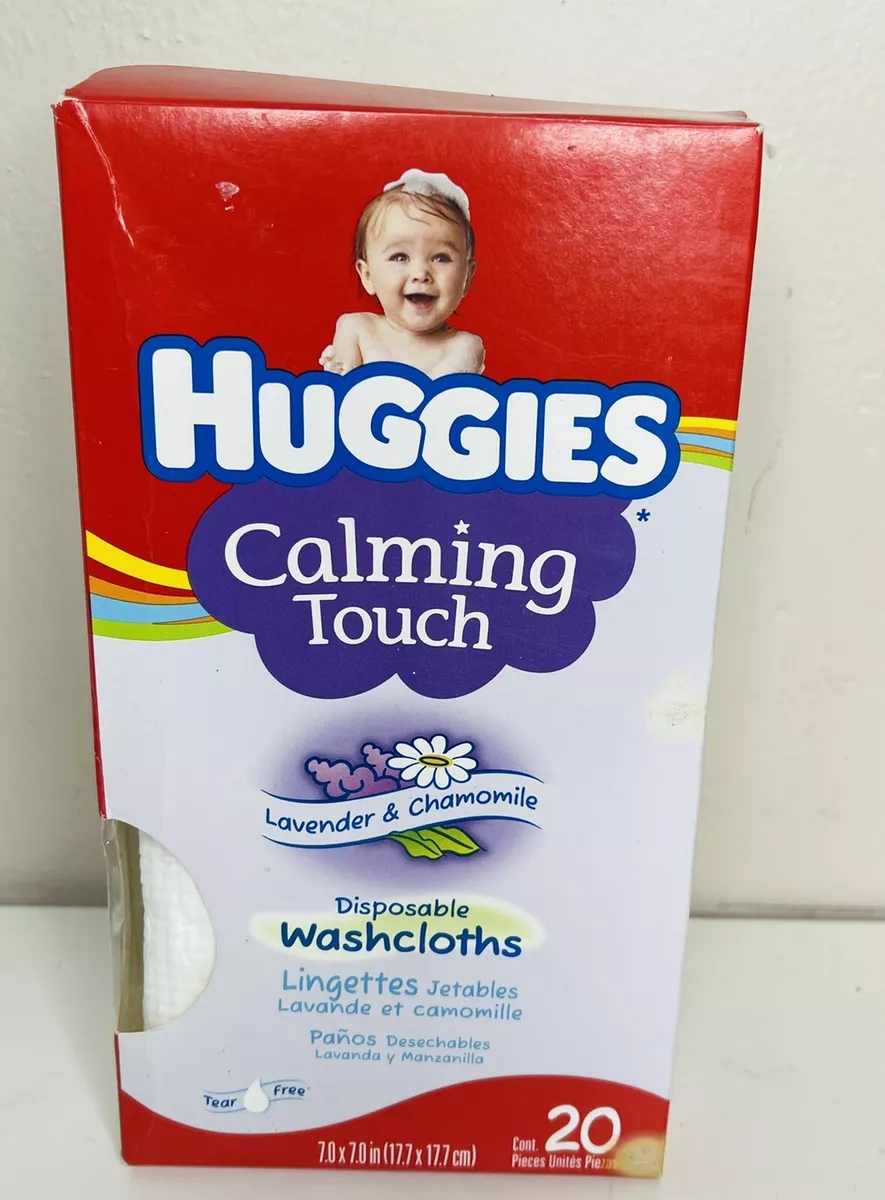 HUGGIES
*
Calming
Touch
Lavender & Chamomile
Disposable
Washcloths
Lingettes Jetables
Lavande et camomille
Paños Desechables
Lavanda y Manzanilla
Tear Free*
7.0 x 7.0 in (17.7 x 17.7 cm)
Cont. 20
Pieces Unités Piezas